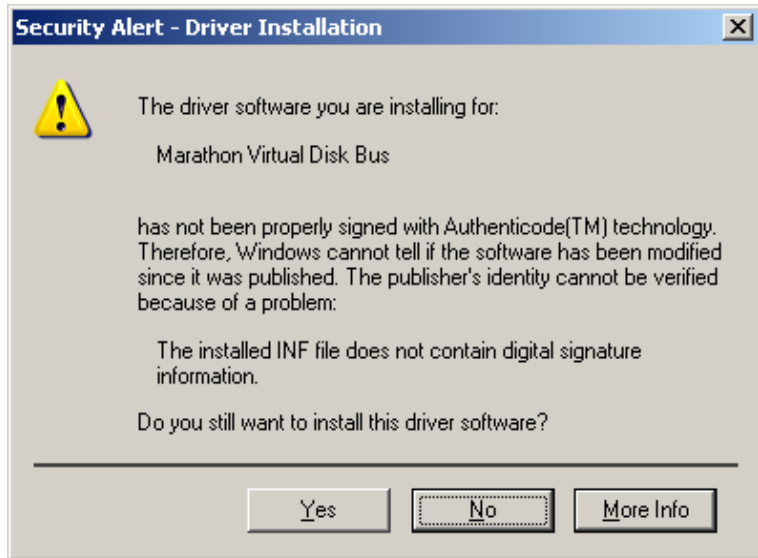 Security Alert - Driver Installation
The driver software you are installing for:
Marathon Virtual Disk Bus
has not been properly signed with Authenticode(TM) technology.
Therefore, Windows cannot tell if the software has been modified
since it was published. The publisher's identity cannot be verified
because of a problem:
The installed INF file does not contain digital signature
information.
Do you still want to install this driver software?
Yes No More Info